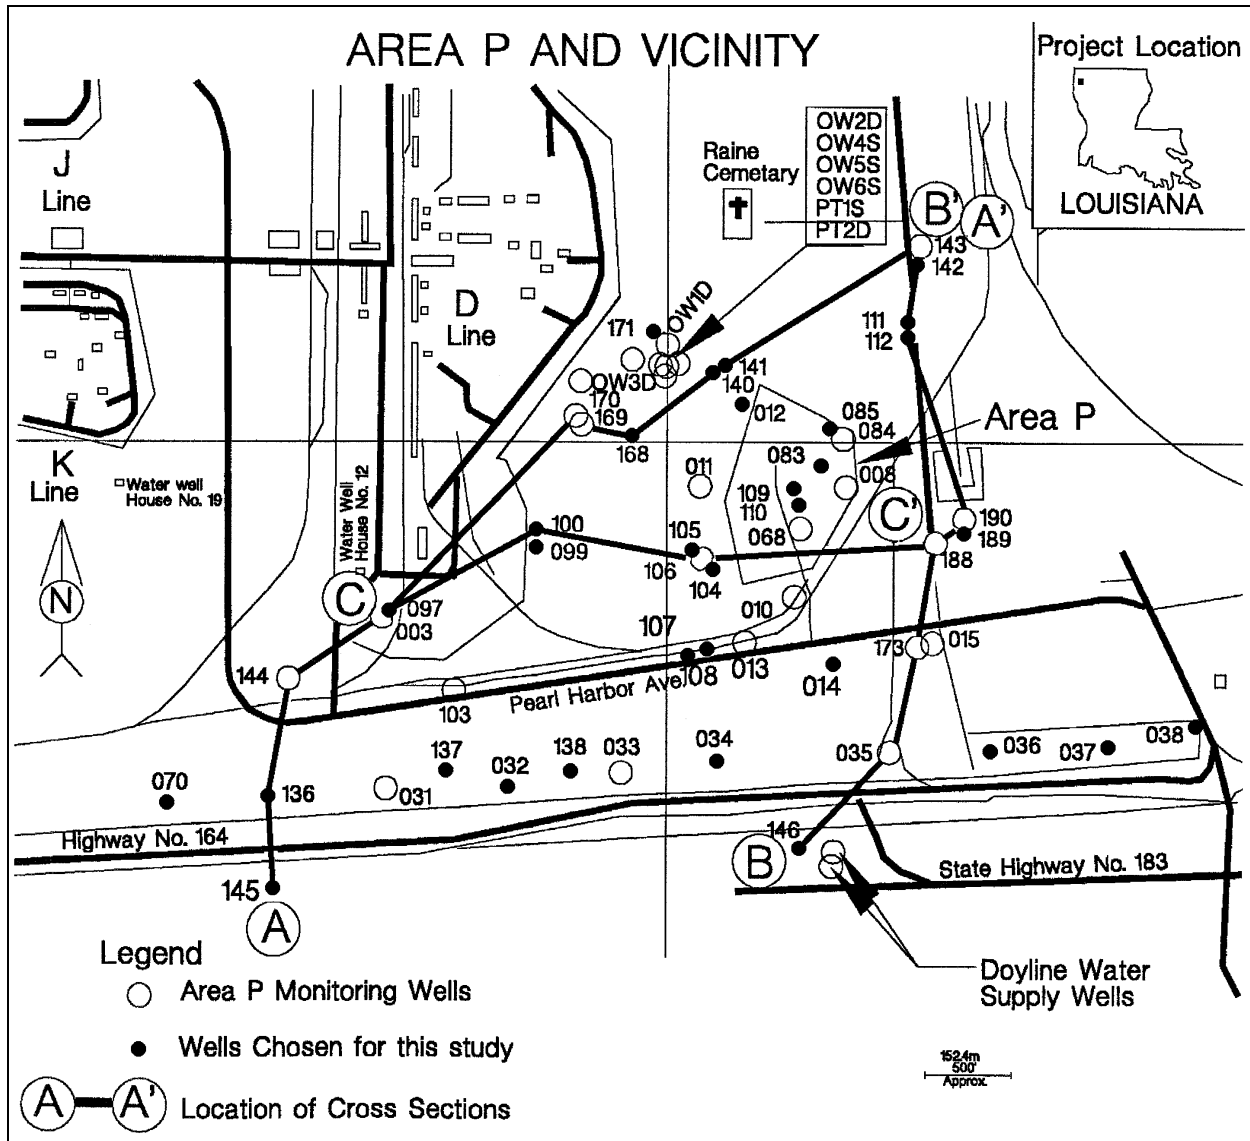 AREA P AND VICINITY
Project Location
LOUISIANA
J
Line
Raine
Cemetary
OW2D
OW4S
OW5S
OW6S
PT1S
PT2D
B'
A'
143
142
D
Line
171
OW1D
111
112
141
140
OW3D
170
169
012
085
084
Area P
168
083
008
K
Line
Water well
House No. 19
Water Well
House No. 12
011
109
110
068
C'
190
189
188
100
099
105
106
104
N
C
097
003
010
107
108
013
173
015
014
144
103
Pearl Harbor Ave.
137
138
033
034
035
036
037
038
070
136
031
032
Highway No. 164
146
B
State Highway No. 183
145
A
Doyline Water
Supply Wells
Legend
Area P Monitoring Wells
Wells Chosen for this study
A A' Location of Cross Sections
152.4m
500'
Approx.